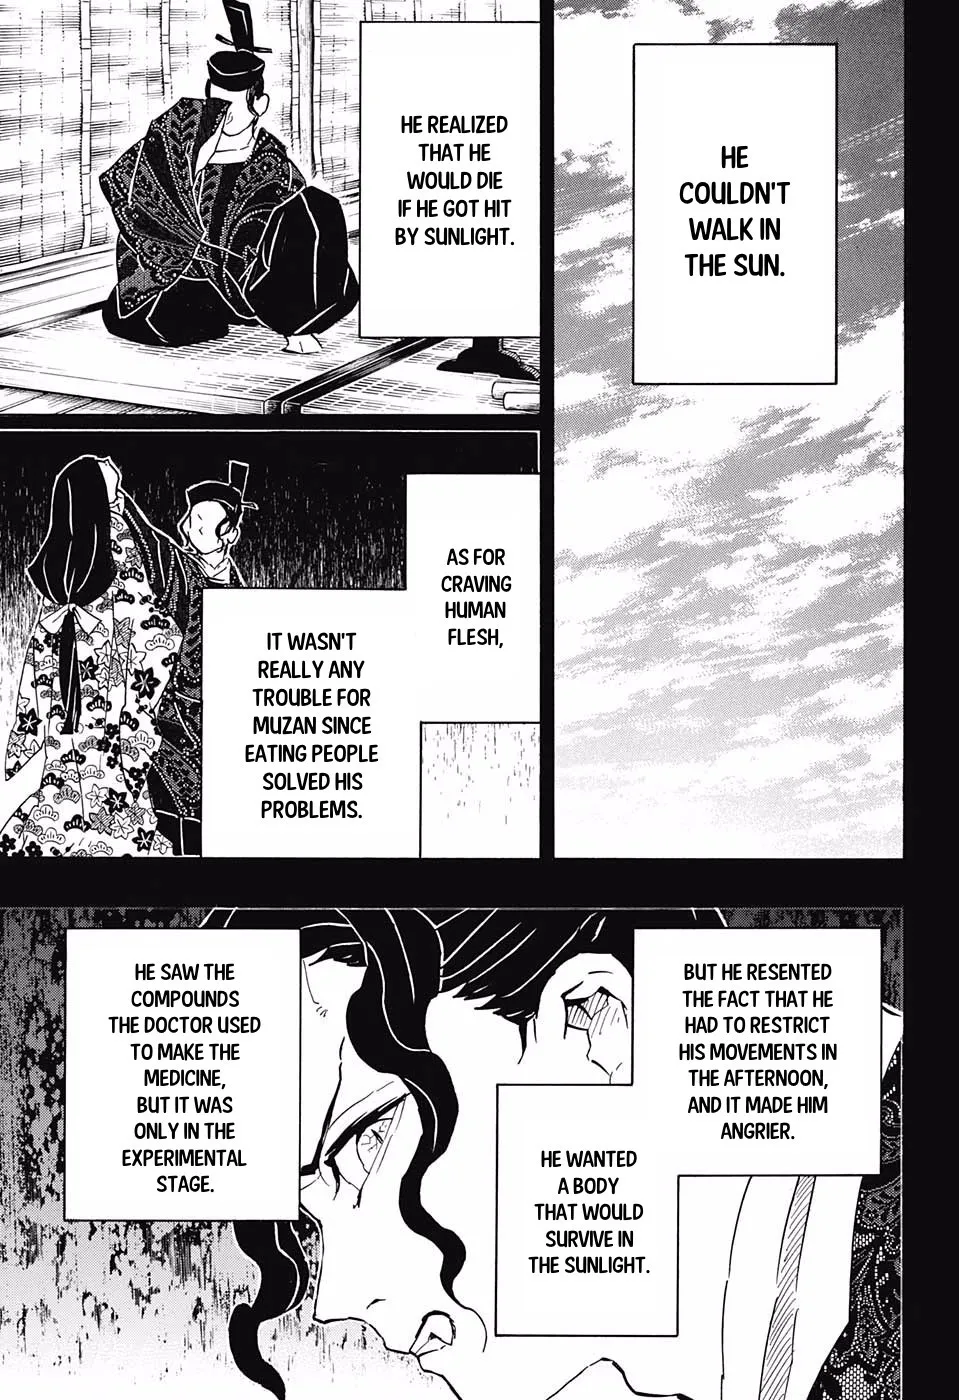 HE
COULDN'T
WALK IN
THE SUN.
HE REALIZED
THAT HE
WOULD DIE
IF HE GOT HIT
BY SUNLIGHT.
AS FOR
CRAVING
HUMAN
FLESH,
IT WASN'T
REALLY ANY
TROUBLE FOR
MUZAN SINCE
EATING PEOPLE
SOLVED HIS
PROBLEMS.
BUT HE RESENTED
THE FACT THAT HE
HAD TO RESTRICT
HIS MOVEMENTS IN
THE AFTERNOON,
AND IT MADE HIM
ANGRIER.
HE WANTED
A BODY
THAT WOULD
SURVIVE IN
THE SUNLIGHT.
HE SAW THE
COMPOUNDS
THE DOCTOR USED
TO MAKE THE
MEDICINE,
BUT IT WAS
ONLY IN THE
EXPERIMENTAL
STAGE.